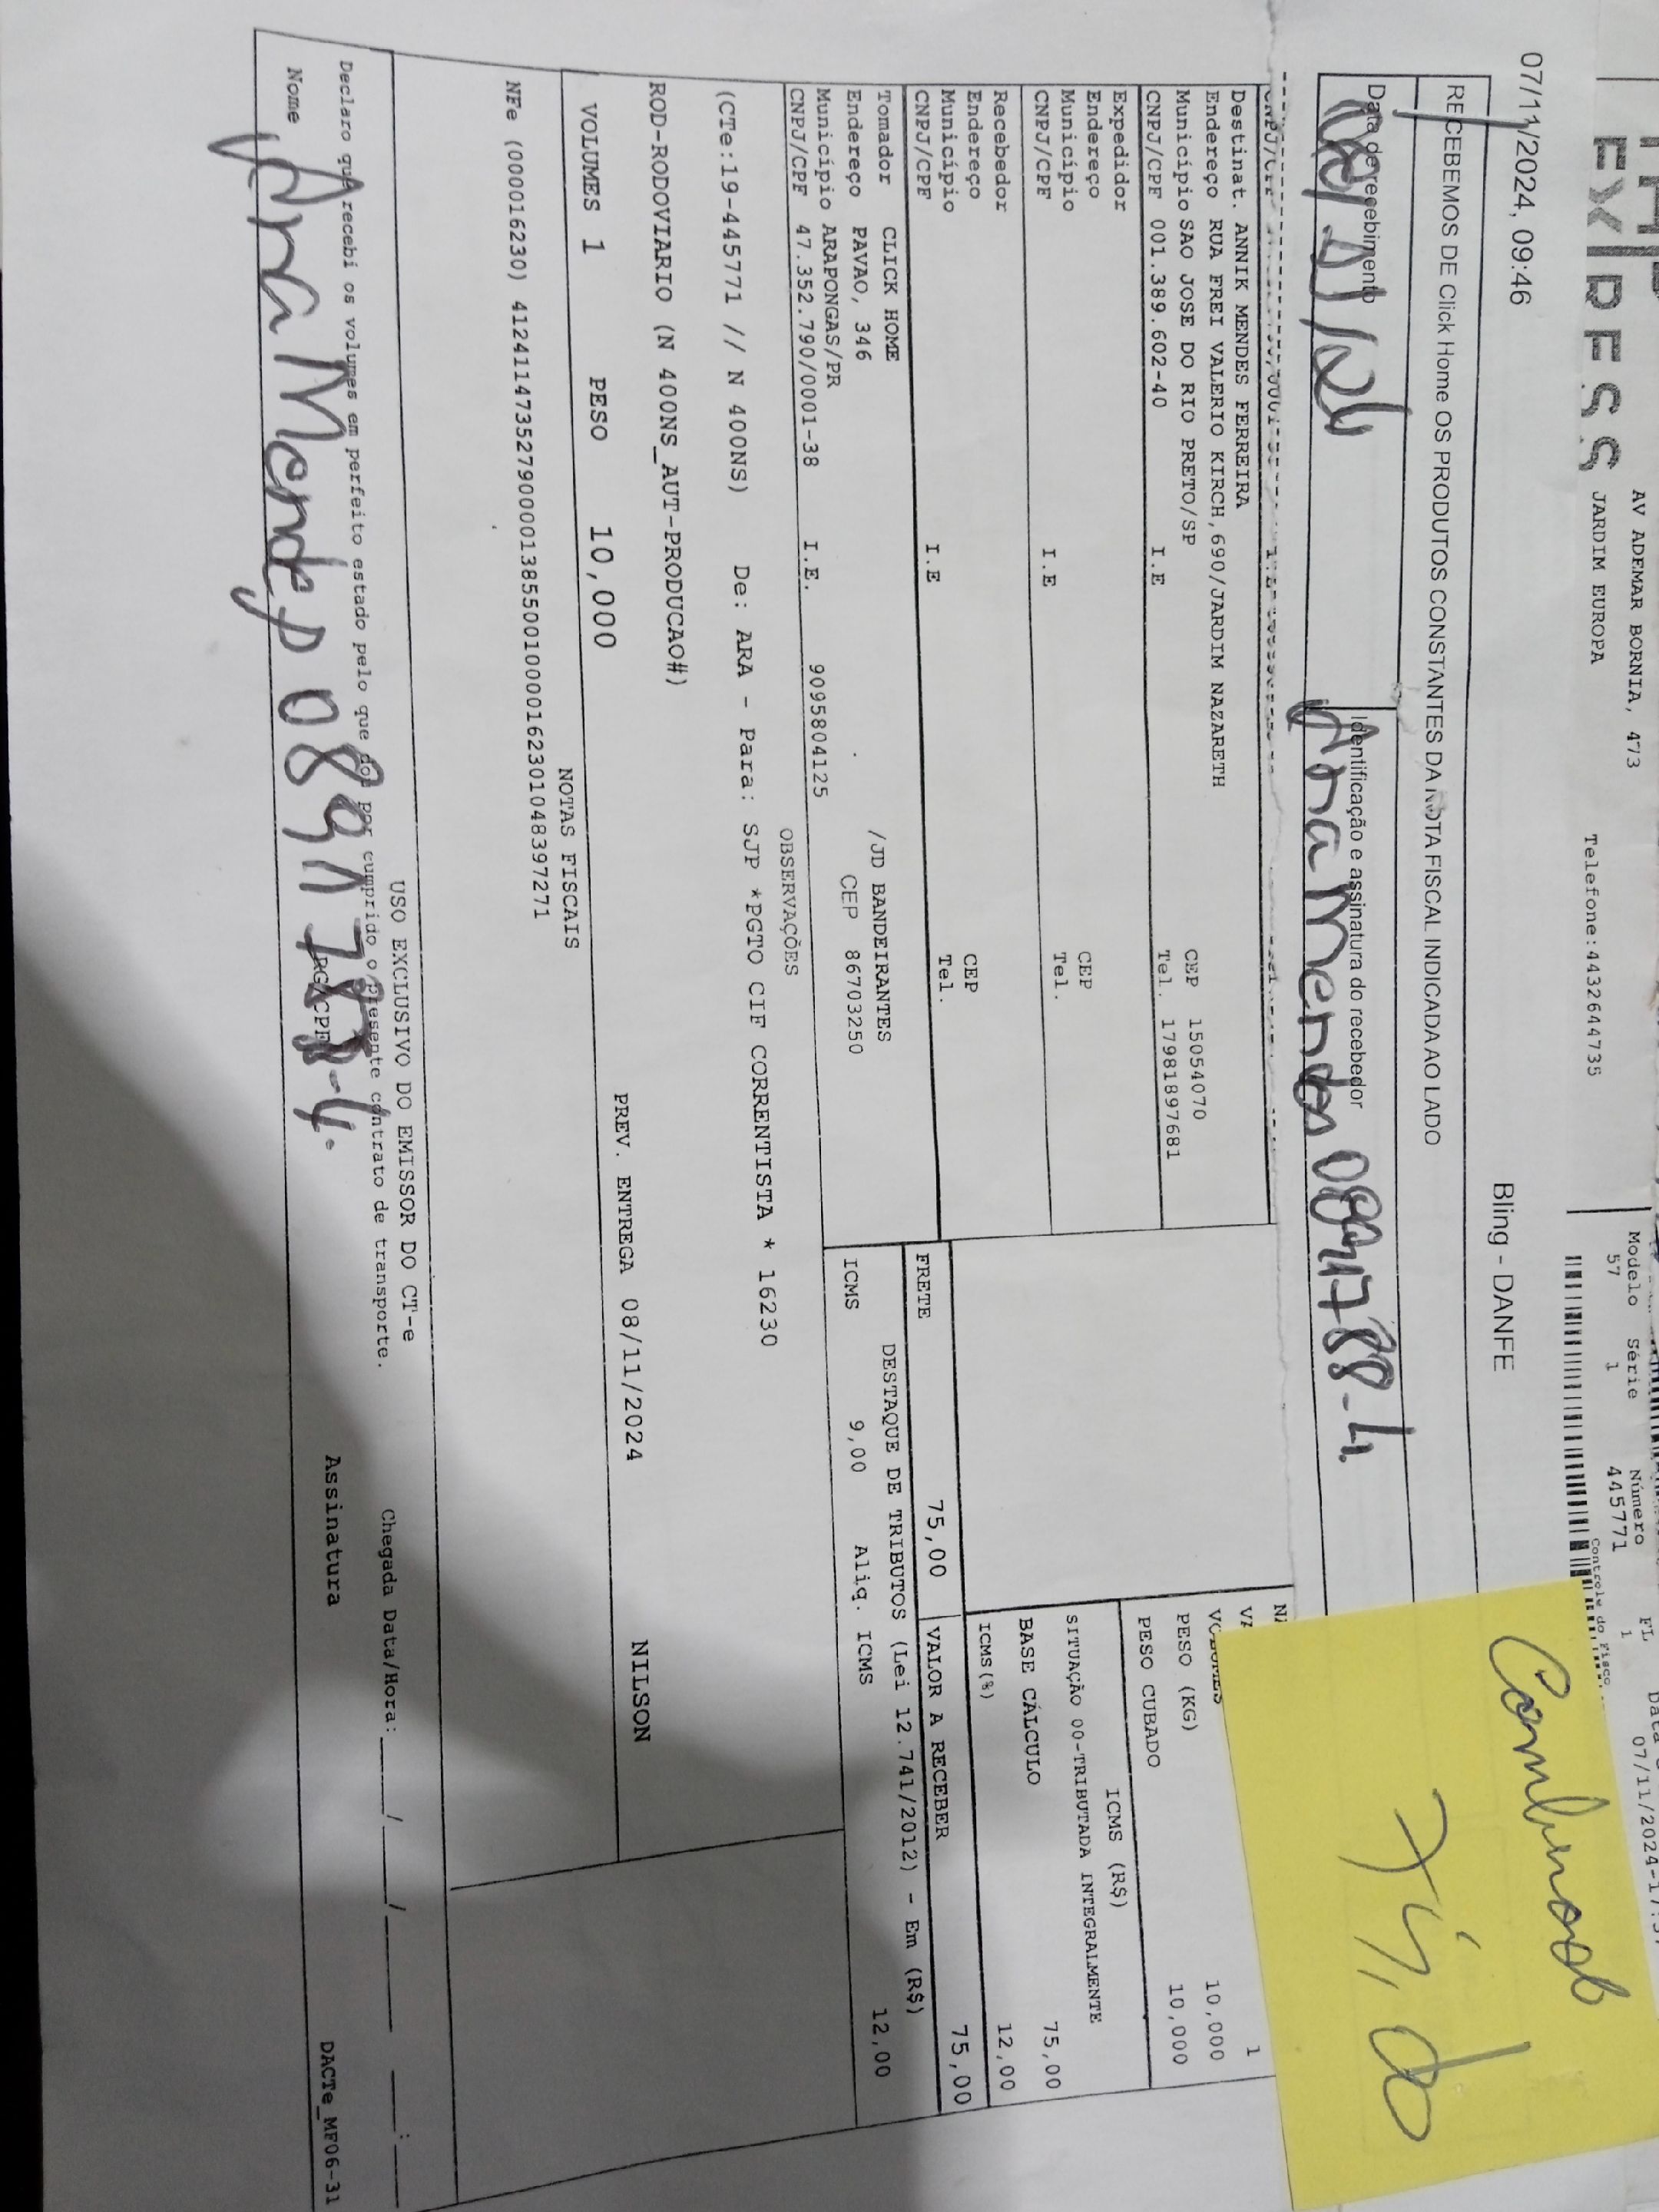 EXPRESS
AV ADEMAR BORNIA, 473
JARDIM EUROPA
Telefone:4432644735
Modelo Série Número FL
57 1 445771 1
07/11/2024-17:
Controle do Fisco
07/11/2024, 09:46
Bling - DANFE
RECEBEMOS DE Click Home OS PRODUTOS CONSTANTES DA NOTA FISCAL INDICADA AO LADO
Data de recebimento
Identificação e assinatura do recebedor
Ana Mendes
Destinat. ANNIK MENDES FERREIRA
Endereço RUA FREI VALERIO KIRCH,690/JARDIM NAZARETH
Município SAO JOSE DO RIO PRETO/SP CEP 15054070
CNPJ/CPF 001.389.602-40 I.E Tel. 17981897681
Expedidor
Endereço
Município CEP
CNPJ/CPF I.E Tel.
Recebedor
Endereço
Município CEP
CNPJ/CPF I.E Tel.
Tomador CLICK HOME
Endereço PAVAO, 346 /JD BANDEIRANTES
Município ARAPONGAS/PR CEP 86703250
CNPJ/CPF 47.352.790/0001-38 I.E. 9095804125
1
VOLUMES 10,000
PESO (KG) 10,000
PESO CUBADO
ICMS (R$)
SITUAÇÃO 00-TRIBUTADA INTEGRALMENTE
BASE CÁLCULO 75,00
ICMS(%) 12,00
FRETE 75,00 VALOR A RECEBER 75,00
DESTAQUE DE TRIBUTOS (Lei 12.741/2012) - Em (R$)
ICMS 9,00 Aliq. ICMS 12,00
OBSERVAÇÕES
(CTe:19-445771 // N 400NS) De: ARA - Para: SJP *PGTO CIF CORRENTISTA * 16230
ROD-RODOVIARIO (N 400NS_AUT-PRODUCAO#)
VOLUMES 1 PESO 10,000 PREV. ENTREGA 08/11/2024 NILSON
NOTAS FISCAIS
NFe (000016230) 41241147352790000138550010000162301048397271
USO EXCLUSIVO DO EMISSOR DO CT-e
Declaro que recebi os volumes em perfeito estado pelo que dou por cumprido o presente contrato de transporte.
Chegada Data/Hora: ____/____/______ ___:___
Nome Ana Mendes RG/CPF Assinatura
DACTe_MF06-31